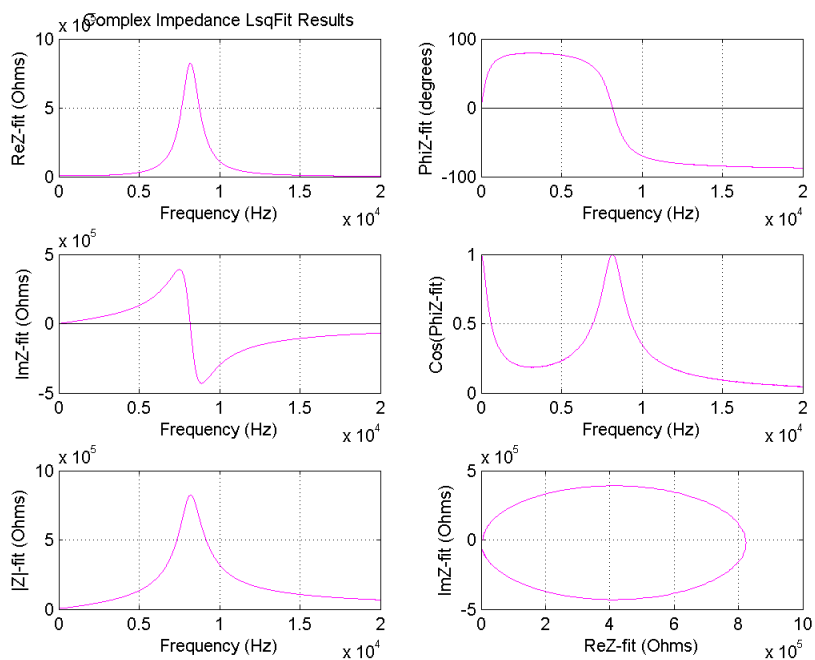 x 10^5
Complex Impedance LsqFit Results
10
5
0
ReZ-fit (Ohms)
0
0.5
1
1.5
2
Frequency (Hz)
x 10^4
100
0
-100
PhiZ-fit (degrees)
0
0.5
1
1.5
2
Frequency (Hz)
x 10^4
x 10^5
5
0
-5
ImZ-fit (Ohms)
0
0.5
1
1.5
2
Frequency (Hz)
x 10^4
1
0.5
0
Cos(PhiZ-fit)
0
0.5
1
1.5
2
Frequency (Hz)
x 10^4
x 10^5
10
5
0
|Z|-fit (Ohms)
0
0.5
1
1.5
2
Frequency (Hz)
x 10^4
x 10^5
5
0
-5
ImZ-fit (Ohms)
0
2
4
6
8
10
ReZ-fit (Ohms)
x 10^5